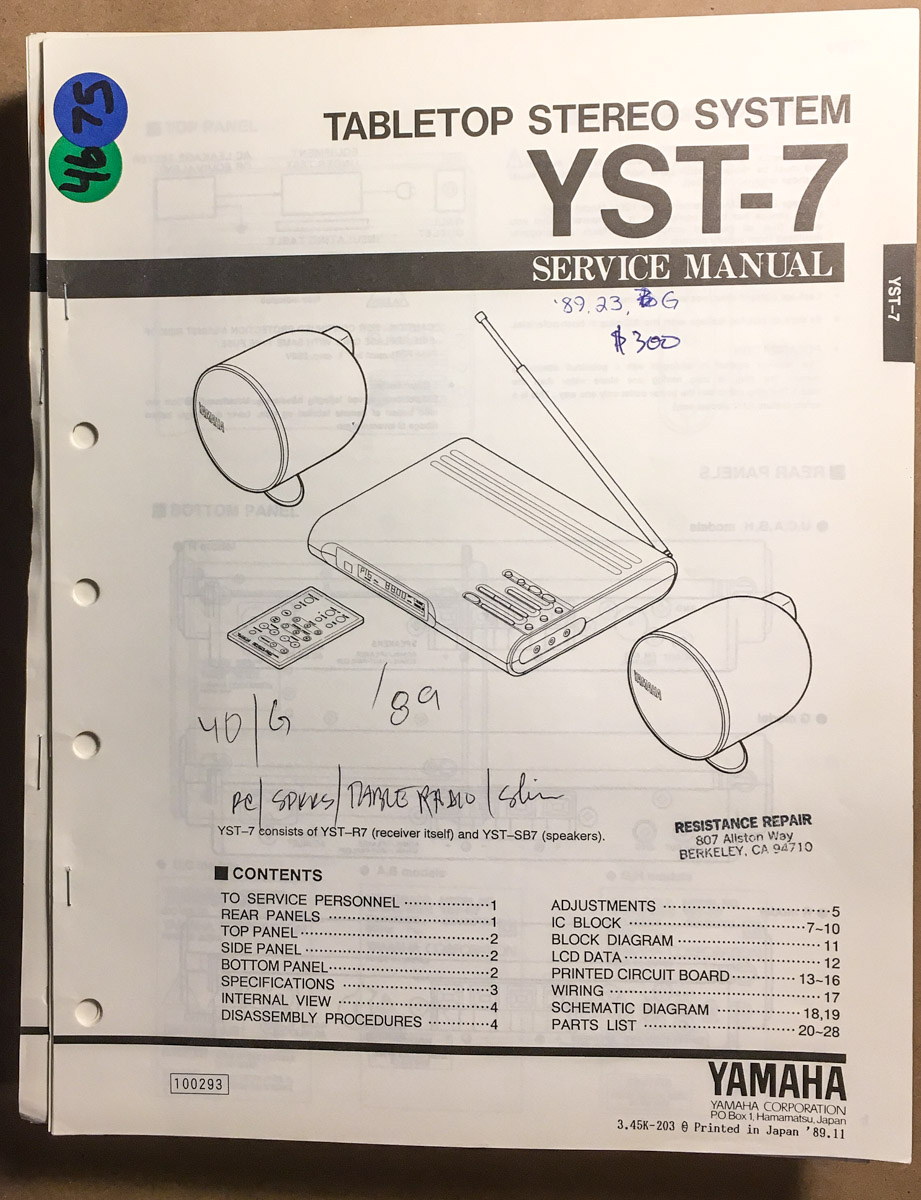 75
46
TABLETOP STEREO SYSTEM
YST-7
SERVICE MANUAL
YST-7
'89, 23, G
$300
YAMAHA
YAMAHA
40/G
/89
PC/SPKRS/TABLE RADIO/Slim
YST-7 consists of YST-R7 (receiver itself) and YST-SB7 (speakers).
RESISTANCE REPAIR
807 Allston Way
BERKELEY, CA 94710
■ CONTENTS
TO SERVICE PERSONNEL ················· 1
REAR PANELS ································ 1
TOP PANEL ···································· 2
SIDE PANEL ··································· 2
BOTTOM PANEL ······························ 2
SPECIFICATIONS ····························· 3
INTERNAL VIEW ····························· 4
DISASSEMBLY PROCEDURES ············ 4
ADJUSTMENTS ································ 5
IC BLOCK ································ 7~10
BLOCK DIAGRAM ···························· 11
LCD DATA ···································· 12
PRINTED CIRCUIT BOARD ············ 13~16
WIRING ······································· 17
SCHEMATIC DIAGRAM ················ 18,19
PARTS LIST ···························· 20~28
100293
YAMAHA
YAMAHA CORPORATION
PO Box 1, Hamamatsu, Japan
3.45K-203 Printed in Japan '89.11